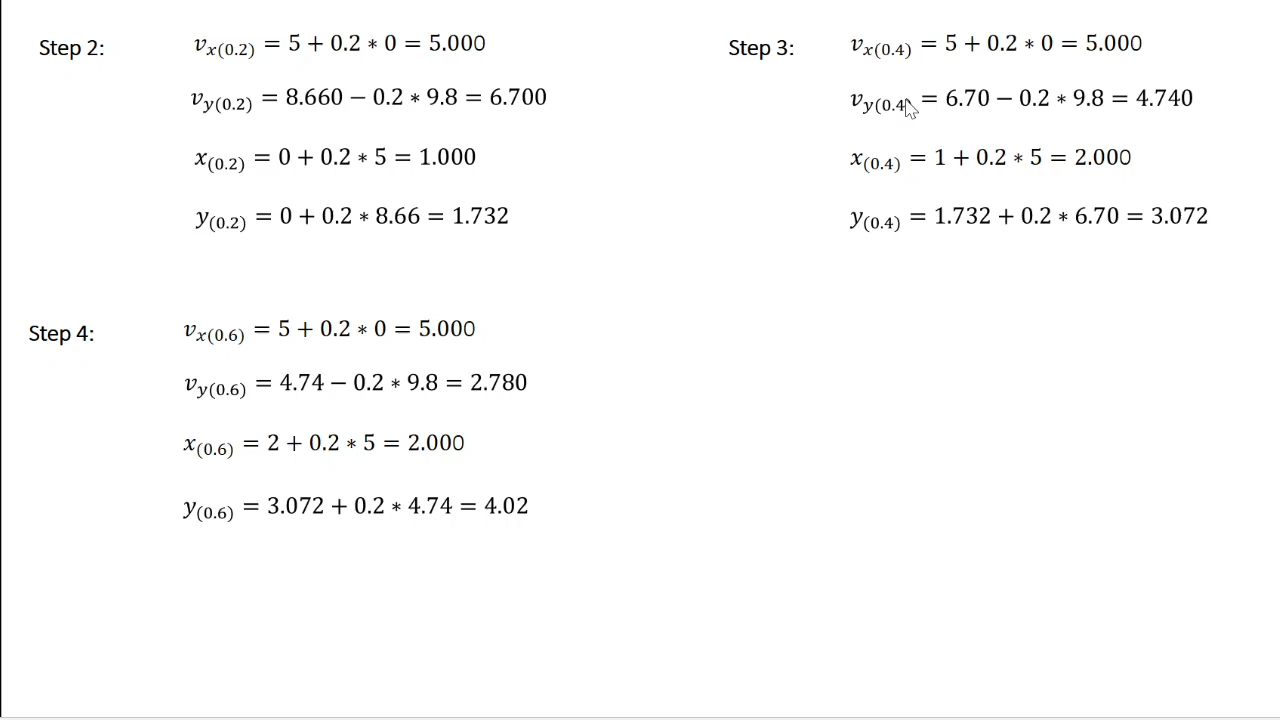 Step 2:
v_x(0.2) = 5 + 0.2 ∗ 0 = 5.000
v_y(0.2) = 8.660 − 0.2 ∗ 9.8 = 6.700
x_(0.2) = 0 + 0.2 ∗ 5 = 1.000
y_(0.2) = 0 + 0.2 ∗ 8.66 = 1.732
Step 3:
v_x(0.4) = 5 + 0.2 ∗ 0 = 5.000
v_y(0.4 = 6.70 − 0.2 ∗ 9.8 = 4.740
x_(0.4) = 1 + 0.2 ∗ 5 = 2.000
y_(0.4) = 1.732 + 0.2 ∗ 6.70 = 3.072
Step 4:
v_x(0.6) = 5 + 0.2 ∗ 0 = 5.000
v_y(0.6) = 4.74 − 0.2 ∗ 9.8 = 2.780
x_(0.6) = 2 + 0.2 ∗ 5 = 2.000
y_(0.6) = 3.072 + 0.2 ∗ 4.74 = 4.02